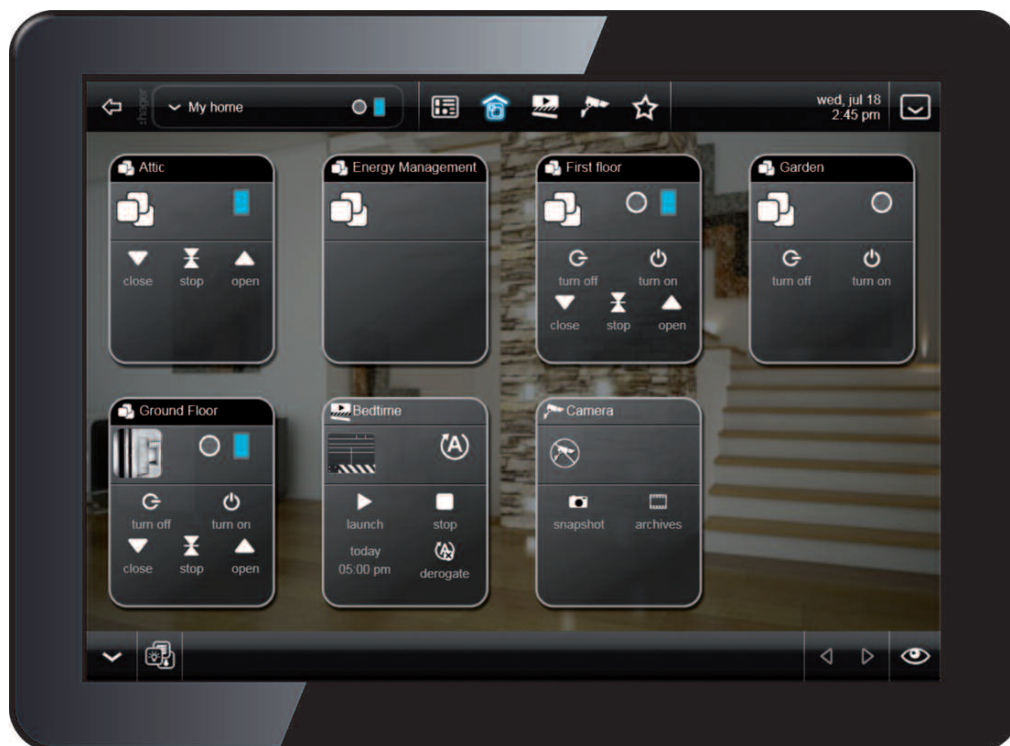 :hager
My home
wed, jul 18
2:45 pm
Attic
close stop open
Energy Management
First floor
turn off turn on
close stop open
Garden
turn off turn on
Ground Floor
turn off turn on
close stop open
Bedtime
A
launch stop
today
05:00 pm
derogate
Camera
snapshot archives